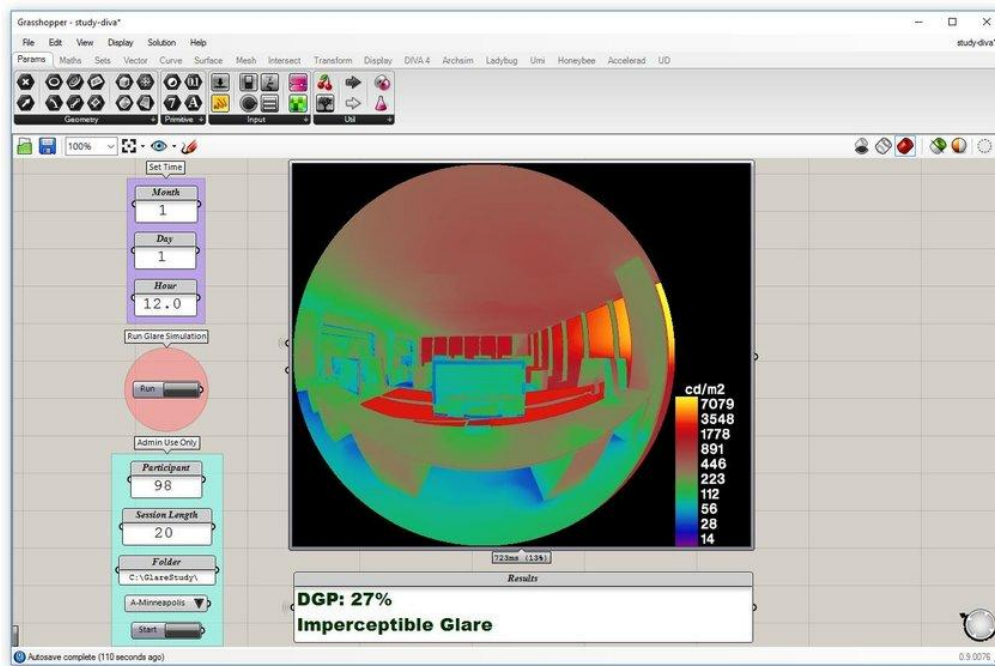 Grasshopper - study-diva*
File Edit View Display Solution Help
study-diva*
Params Maths Sets Vector Curve Surface Mesh Intersect Transform Display DIVA 4 Archsim Ladybug Umi Honeybee Accelerad UD
Geometry Primitive Input Util
100%
Set Time
Month
1
Day
1
Hour
12.0
Run Glare Simulation
Run
Admin Use Only
Participant
98
Session Length
20
Folder
C:\GlareStudy\
A-Minneapolis
Start
cd/m2
7079
3548
1778
891
446
223
112
56
28
14
723ms (13%)
Results
DGP: 27%
Imperceptible Glare
Autosave complete (110 seconds ago)
0.9.0076